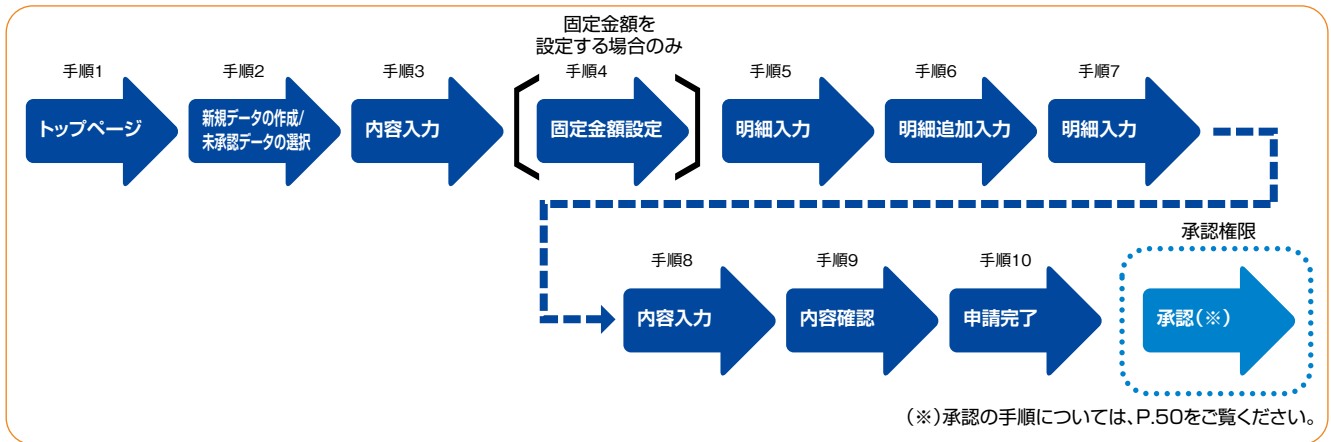 固定金額を
設定する場合のみ
手順1
トップページ
手順2
新規データの作成/
未承認データの選択
手順3
内容入力
手順4
固定金額設定
手順5
明細入力
手順6
明細追加入力
手順7
明細入力
手順8
内容入力
手順9
内容確認
手順10
申請完了
承認権限
承認(※)
(※)承認の手順については、P.50をご覧ください。